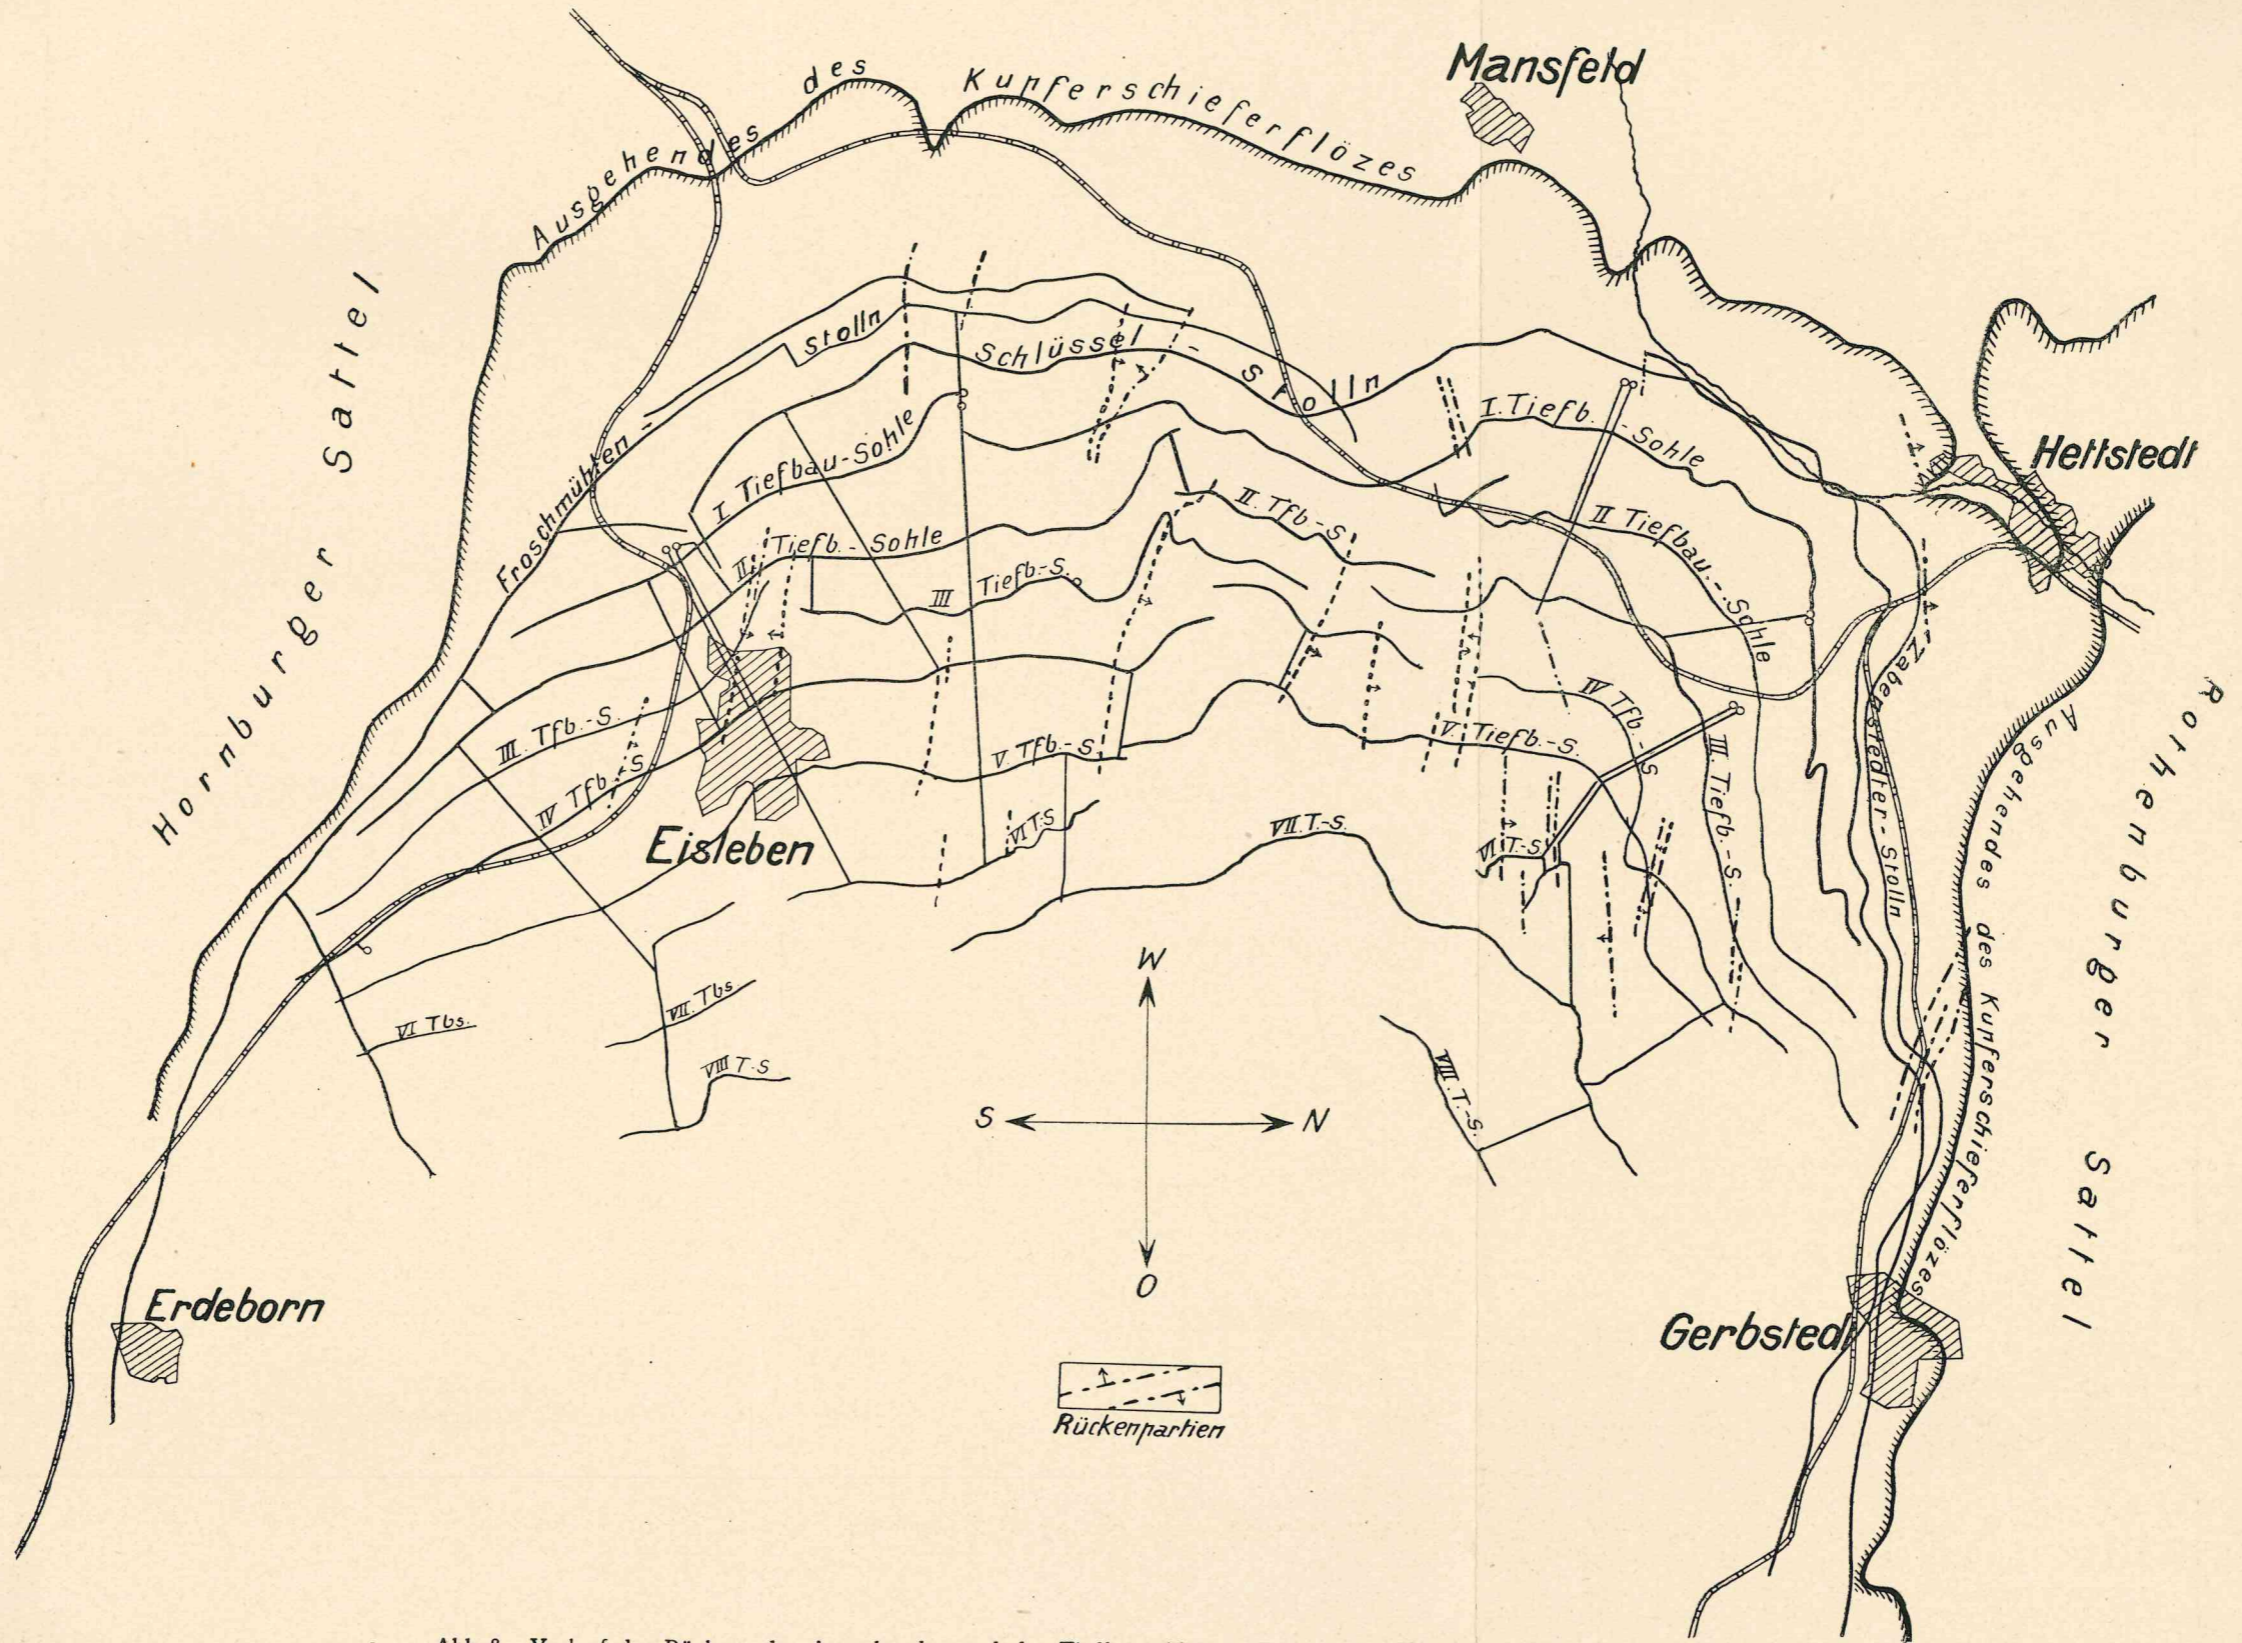 Mansfeld
Ausgehendes des Kupferschieferflözes
Hornburger Sattel
Froschmühlen - Stolln
Schlüssel - Stolln
I. Tiefb. - Sohle
Hettstedt
I Tiefbau-Sohle
II. Tfb-S
II Tiefbau.-Sohle
II Tiefb. - Sohle
III Tiefb.-S.
Zabenstedter-Stolln
Rothenburger Sattel
Ausgehendes des Kupferschieferflözes
III. Tfb.-S.
IV Tfb.-S
V Tfb.-S.
V. Tiefb.-S.
IV Tfb.-S
III. Tiefb.-S.
Eisleben
VI T-S
VII. T.-S.
VI T.-S
VI Tbs.
VII. Tbs
VIII T.-S
VIII. T.-S.
W
S
N
O
Erdeborn
Gerbstedt
Rückenpartien